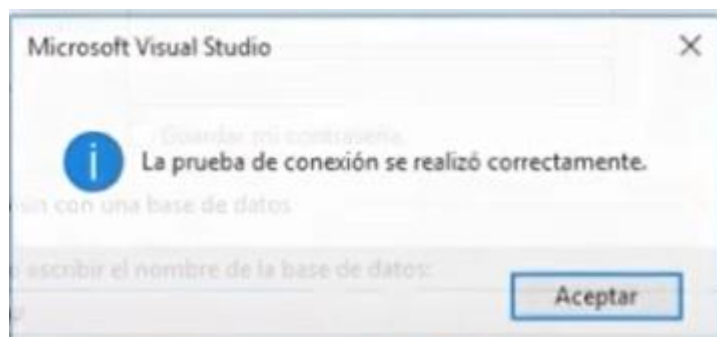 Microsoft Visual Studio
Guardar mi contraseña
La prueba de conexión se realizó correctamente.
con una base de datos
escribir el nombre de la base de datos:
Aceptar